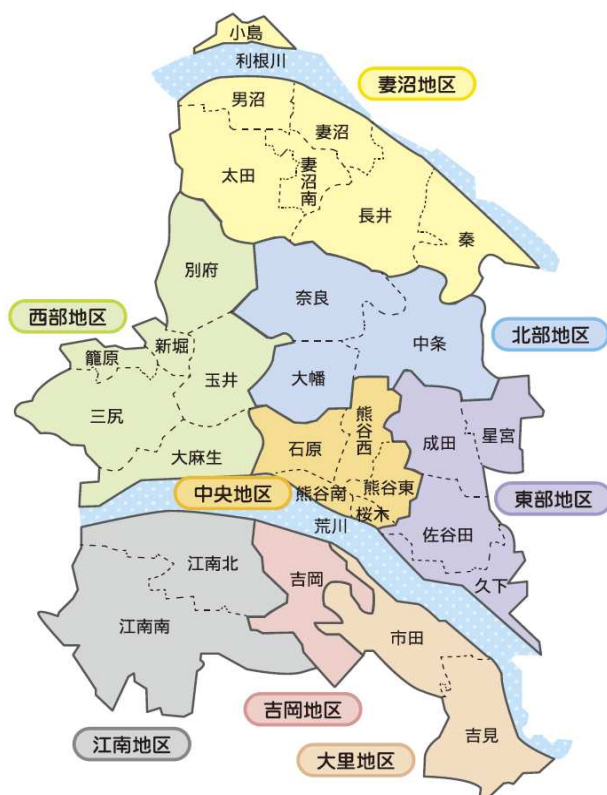 小島
利根川
妻沼地区
男沼
妻沼
太田
妻沼南
長井
秦
別府
奈良
西部地区
北部地区
新堀
籠原
玉井
中条
大幡
三尻
熊谷西
石原
成田
星宮
大麻生
中央地区
熊谷南
熊谷東
桜木
東部地区
荒川
佐谷田
江南北
吉岡
久下
江南南
市田
吉岡地区
吉見
江南地区
大里地区